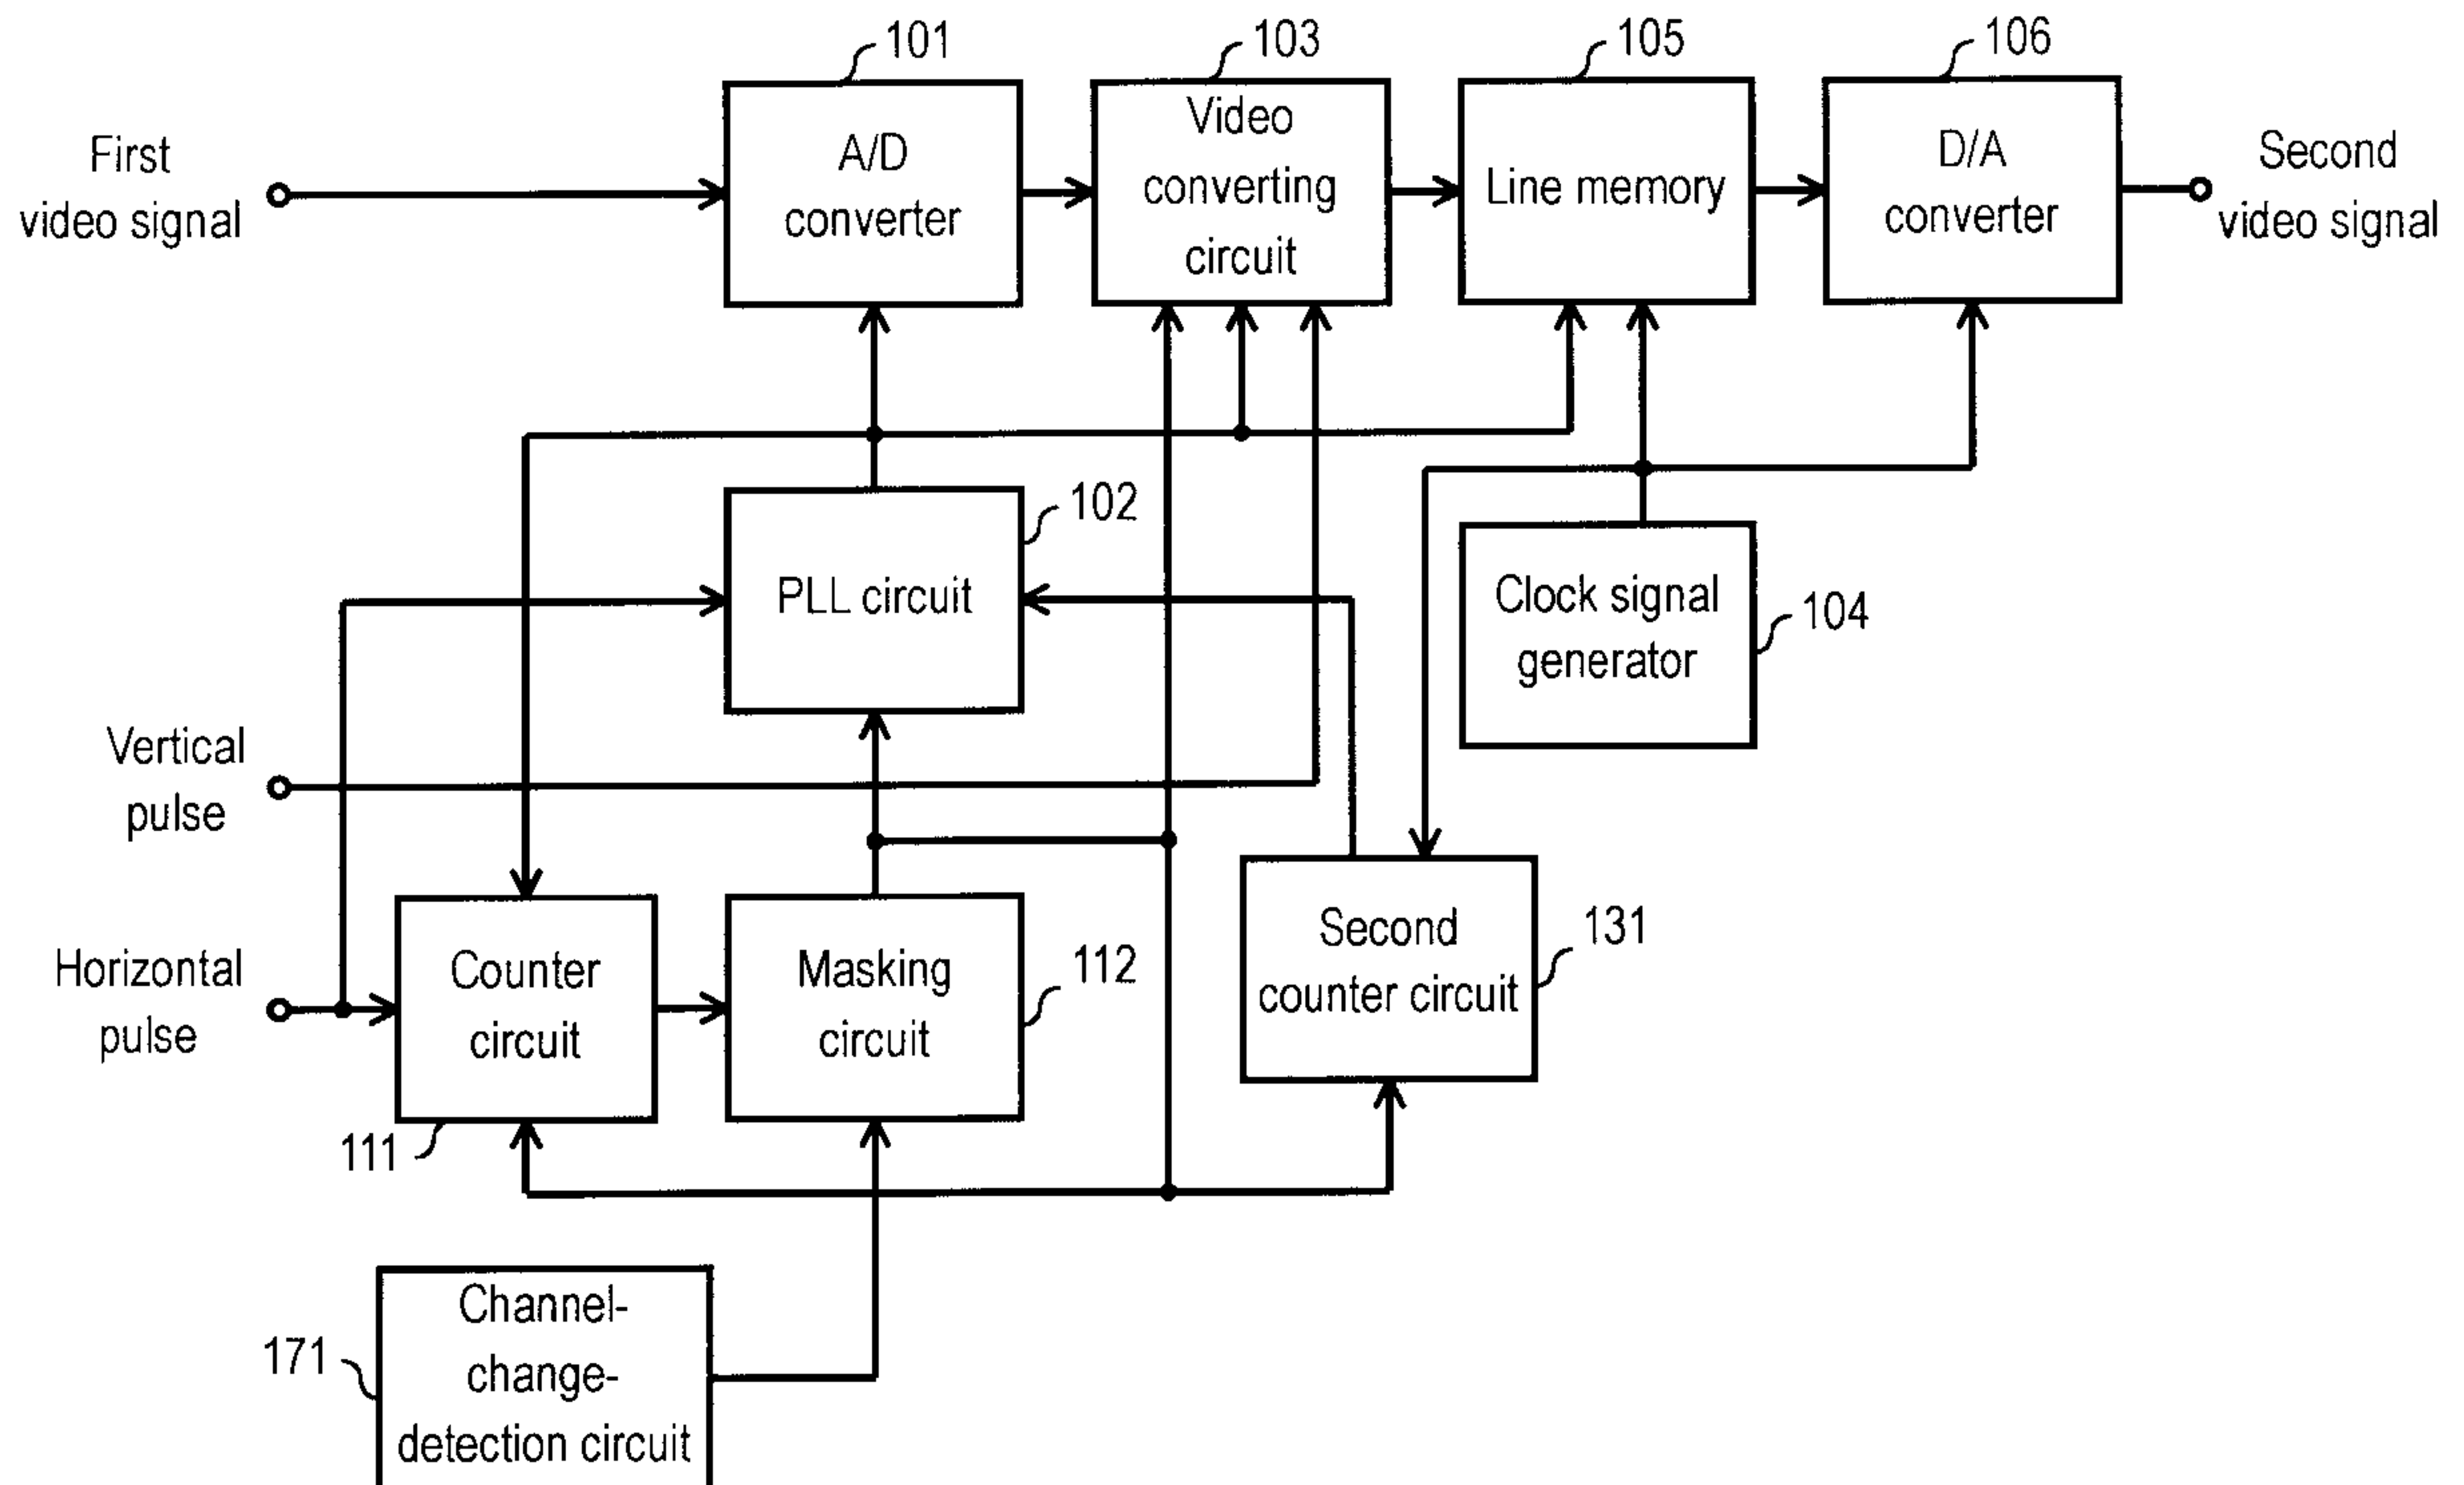 101
103
105
106
First
video signal
A/D
converter
Video
converting
circuit
Line memory
D/A
converter
Second
video signal
102
PLL circuit
Clock signal
generator
104
Vertical
pulse
Horizontal
pulse
Counter
circuit
111
Masking
circuit
112
Second
counter circuit
131
171
Channel-
change-
detection circuit